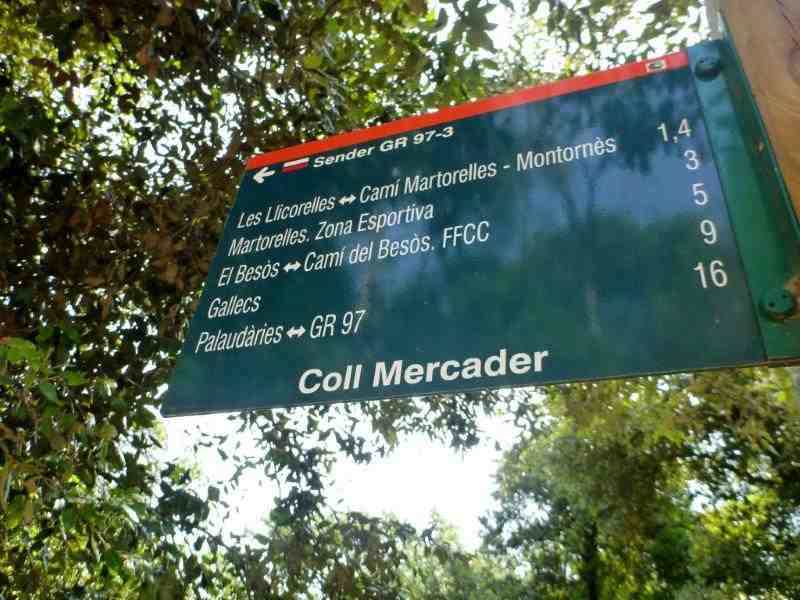 ← Sender GR 97-3
Les Llicorelles ↔ Camí Martorelles - Montornès 1,4
Martorelles. Zona Esportiva 3
El Besòs ↔ Camí del Besòs. FFCC 5
Gallecs 9
Palaudàries ↔ GR 97 16
Coll Mercader